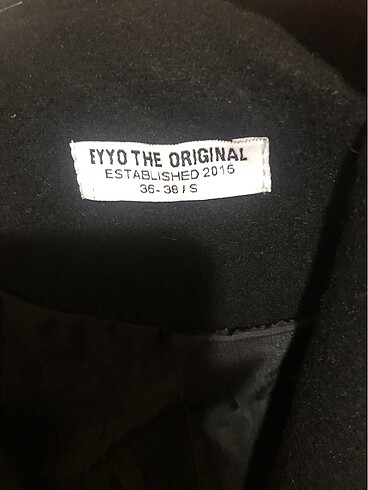 EYYO THE ORIGINAL
ESTABLISHED 2015
36-38 / S